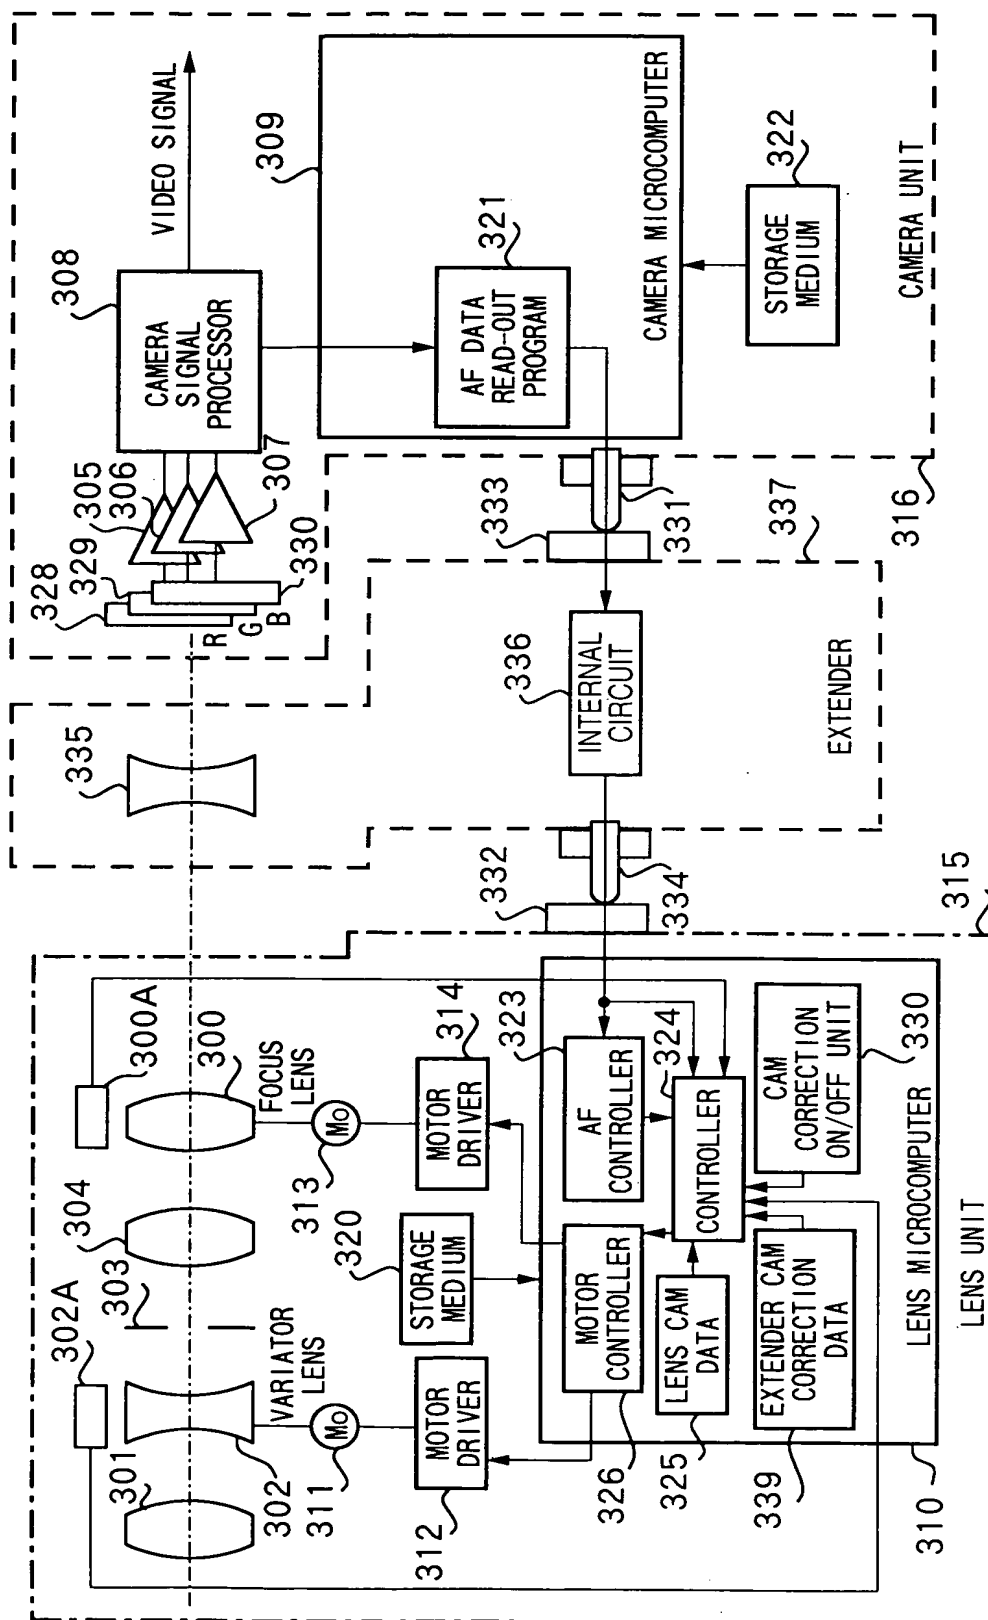 302A
301
302
VARIATOR
LENS
Mo
311
MOTOR
DRIVER
312
303
304
300A
300
FOCUS
LENS
Mo
313
MOTOR
DRIVER
314
STORAGE
MEDIUM
320
AF
CONTROLLER
323
CONTROLLER
324
MOTOR
CONTROLLER
326
LENS CAM
DATA
325
EXTENDER CAM
CORRECTION
DATA
339
CAM
CORRECTION
ON/OFF UNIT
330
LENS MICROCOMPUTER
310
LENS UNIT
315
332
334
335
INTERNAL
CIRCUIT
336
EXTENDER
337
333
331
328
329
330
R
G
B
305
306
307
CAMERA
SIGNAL
PROCESSOR
308
VIDEO SIGNAL
309
AF DATA
READ-OUT
PROGRAM
321
CAMERA MICROCOMPUTER
STORAGE
MEDIUM
322
CAMERA UNIT
316